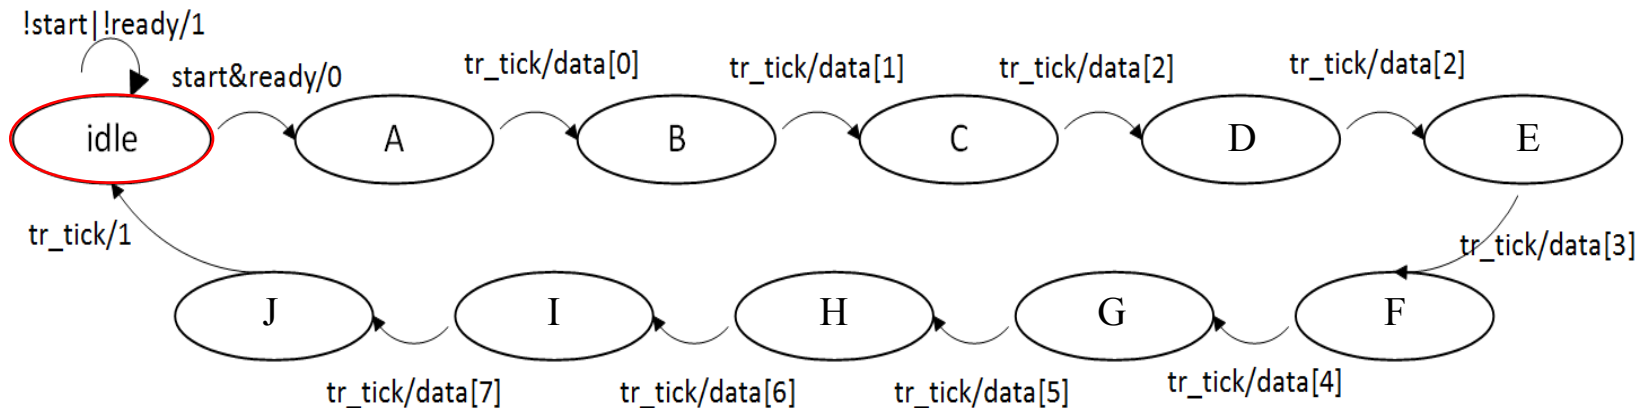 !start|!ready/1
start&ready/0
tr_tick/data[0]
tr_tick/data[1]
tr_tick/data[2]
tr_tick/data[2]
idle
A
B
C
D
E
tr_tick/1
tr_tick/data[3]
J
I
H
G
F
tr_tick/data[7]
tr_tick/data[6]
tr_tick/data[5]
tr_tick/data[4]